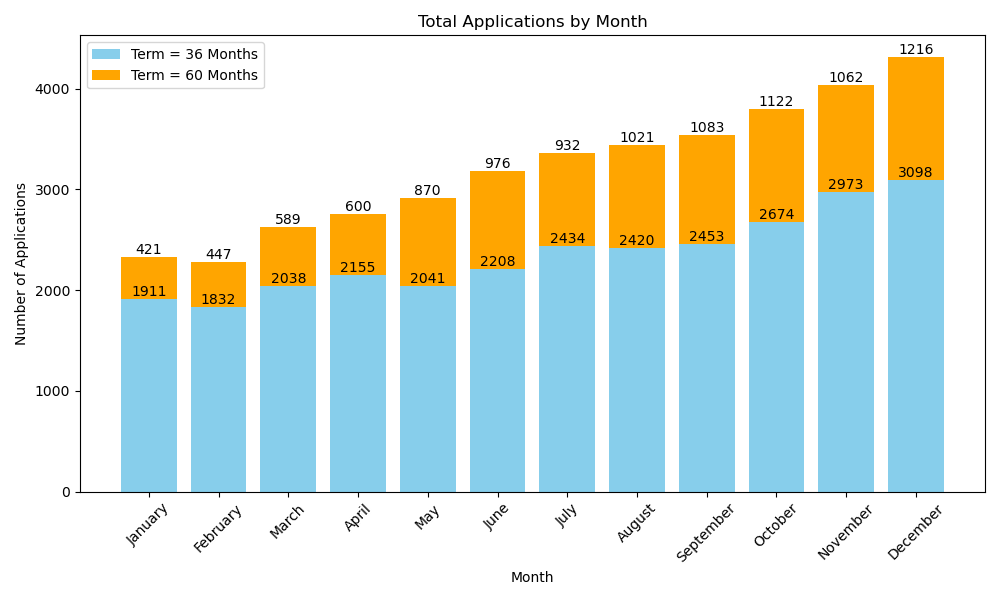 Total Applications by Month
Term = 36 Months
Term = 60 Months
Number of Applications
4000
3000
2000
1000
0
421
447
589
600
870
976
932
1021
1083
1122
1062
1216
1911
1832
2038
2155
2041
2208
2434
2420
2453
2674
2973
3098
January
February
March
April
May
June
July
August
September
October
November
December
Month